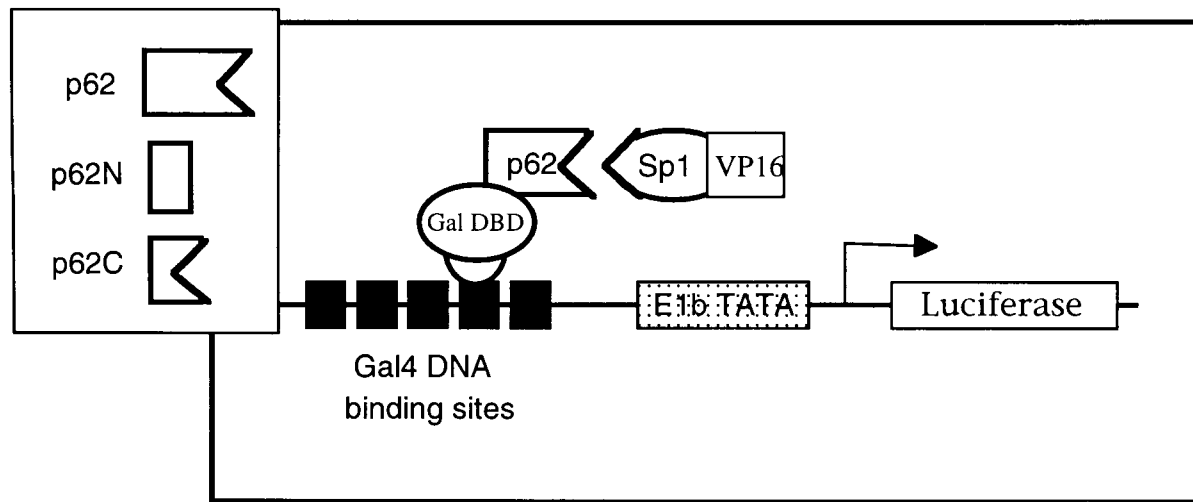 p62
p62N
p62C
p62
Sp1
VP16
Gal DBD
E1b TATA
Luciferase
Gal4 DNA
binding sites